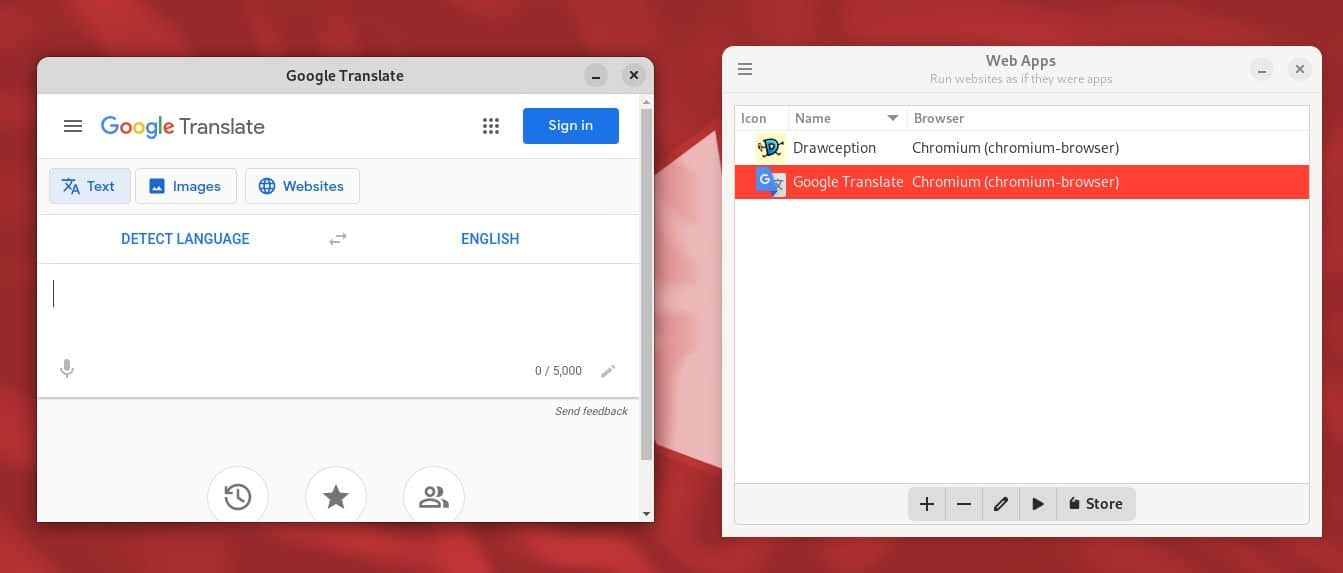 Google Translate
Google Translate
Sign in
Text
Images
Websites
DETECT LANGUAGE
ENGLISH
0 / 5,000
Send feedback
Web Apps
Run websites as if they were apps
Icon Name Browser
Drawception Chromium (chromium-browser)
Google Translate Chromium (chromium-browser)
Store